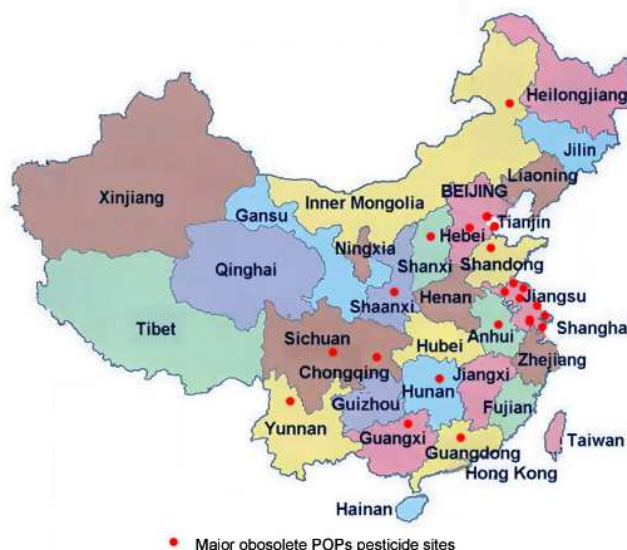 Heilongjiang
Jilin
Liaoning
Xinjiang
BEIJING
Inner Mongolia
Gansu
Tianjin
Ningxia
Hebei
Qinghai
Shanxi
Shandong
Shaanxi
Henan
Jiangsu
Tibet
Shangha
Sichuan
Hubei
Anhui
Zhejiang
Chongqing
Jiangxi
Hunan
Guizhou
Fujian
Yunnan
Guangxi
Taiwan
Guangdong
Hong Kong
Hainan
Major obosolete POPs pesticide sites